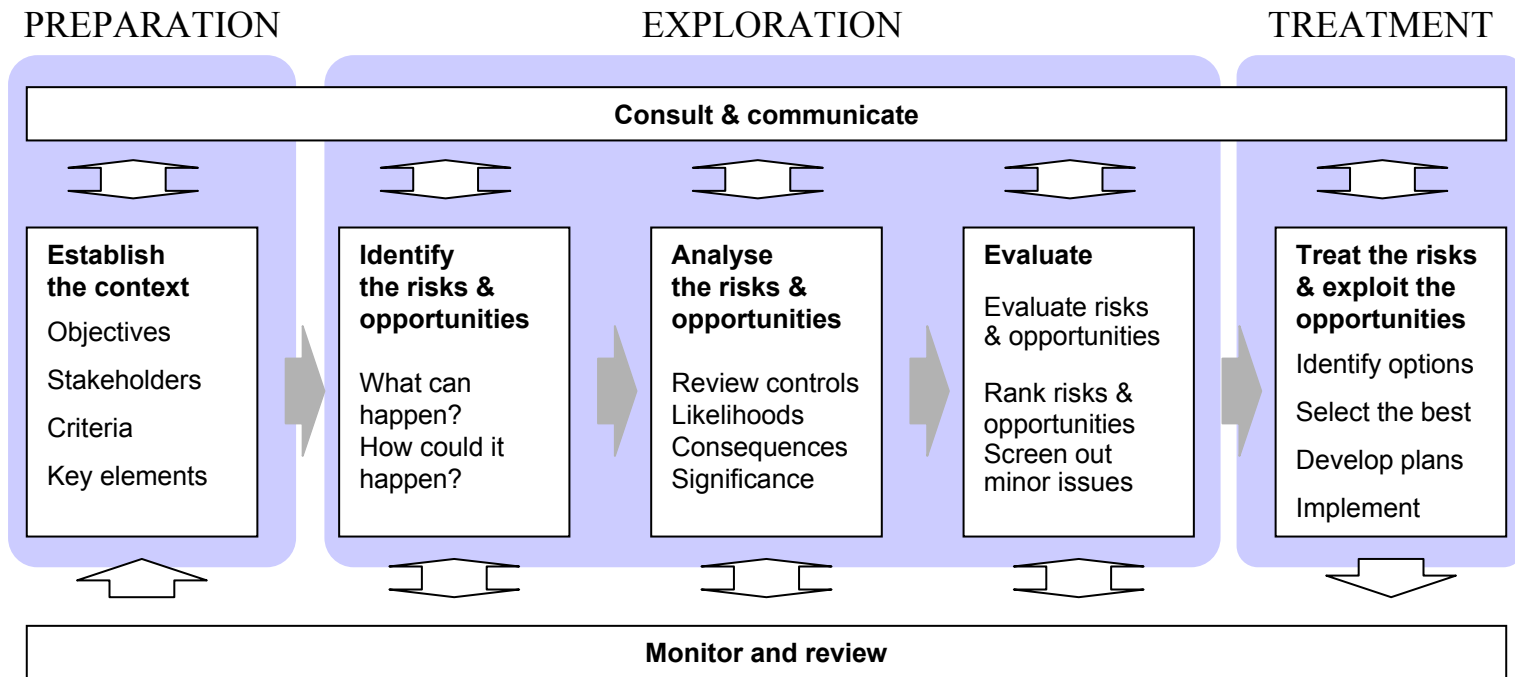 PREPARATION
EXPLORATION
TREATMENT
Consult & communicate
Establish
the context
Objectives
Stakeholders
Criteria
Key elements
Identify
the risks &
opportunities
What can
happen?
How could it
happen?
Analyse
the risks &
opportunities
Review controls
Likelihoods
Consequences
Significance
Evaluate
Evaluate risks
& opportunities
Rank risks &
opportunities
Screen out
minor issues
Treat the risks
& exploit the
opportunities
Identify options
Select the best
Develop plans
Implement
Monitor and review